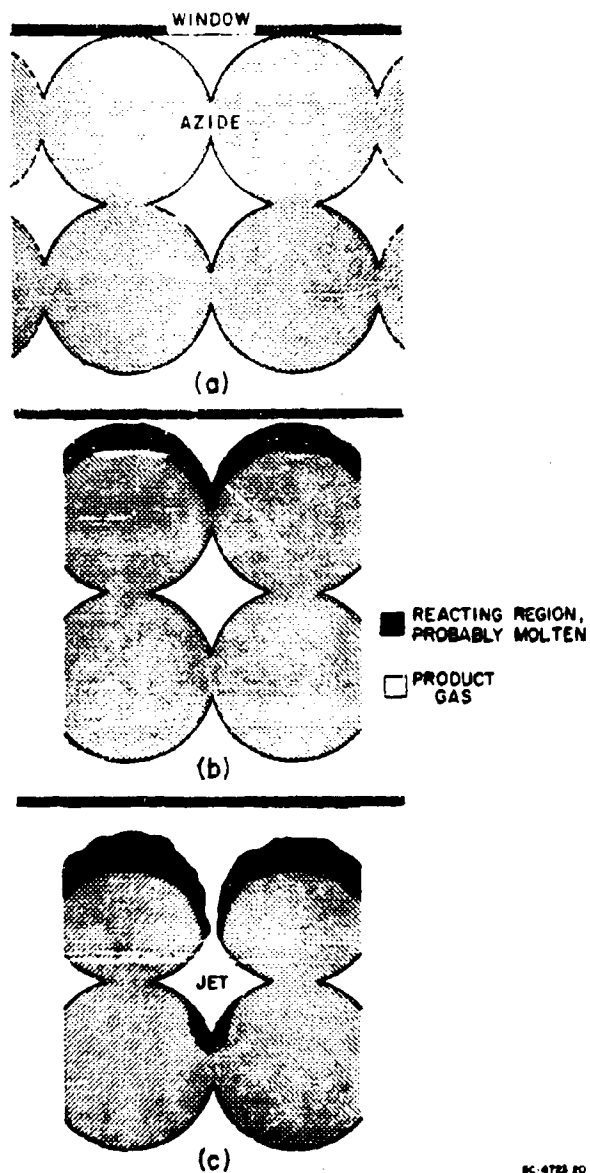 WINDOW
AZIDE
(a)
REACTING REGION,
PROBABLY MOLTEN
PRODUCT
GAS
(b)
JET
(c)